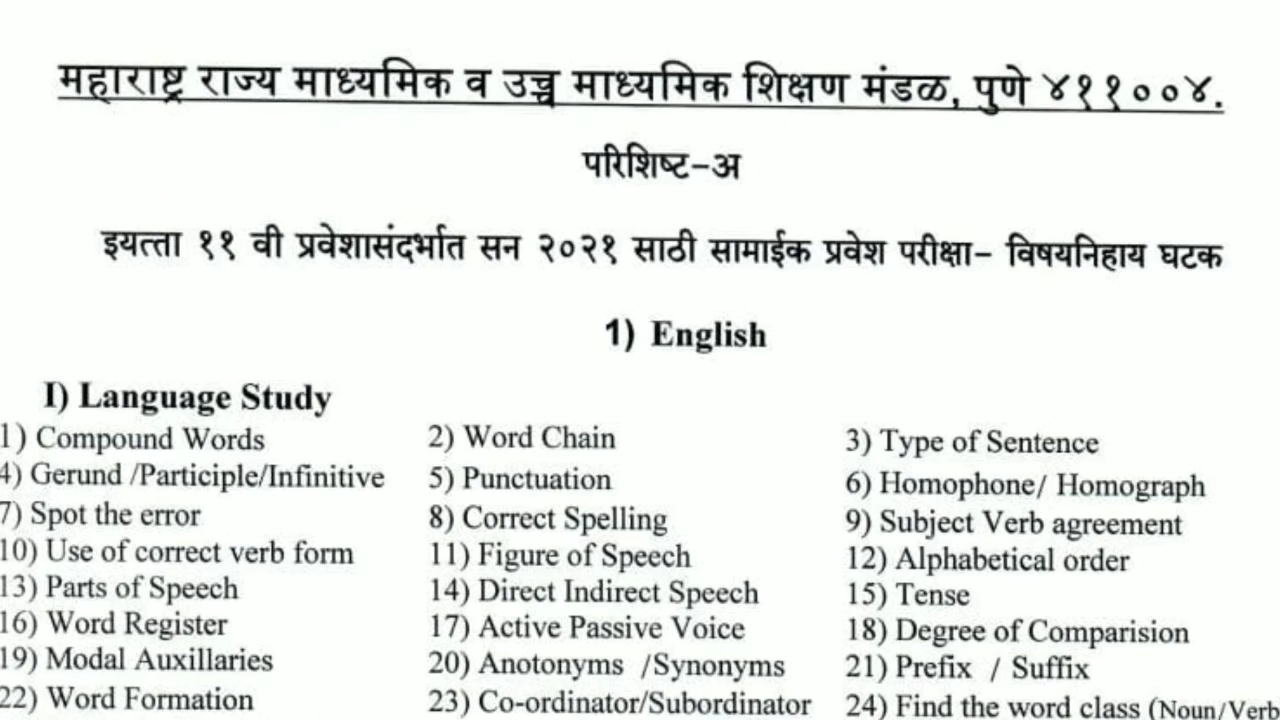 महाराष्ट्र राज्य माध्यमिक व उच्च माध्यमिक शिक्षण मंडळ, पुणे ४११००४.
परिशिष्ट-अ
इयत्ता ११ वी प्रवेशासंदर्भात सन २०२१ साठी सामाईक प्रवेश परीक्षा- विषयनिहाय घटक
1) English
I) Language Study
1) Compound Words 2) Word Chain 3) Type of Sentence
4) Gerund /Participle/Infinitive 5) Punctuation 6) Homophone/ Homograph
7) Spot the error 8) Correct Spelling 9) Subject Verb agreement
10) Use of correct verb form 11) Figure of Speech 12) Alphabetical order
13) Parts of Speech 14) Direct Indirect Speech 15) Tense
16) Word Register 17) Active Passive Voice 18) Degree of Comparision
19) Modal Auxillaries 20) Anotonyms /Synonyms 21) Prefix / Suffix
22) Word Formation 23) Co-ordinator/Subordinator 24) Find the word class (Noun/Verb